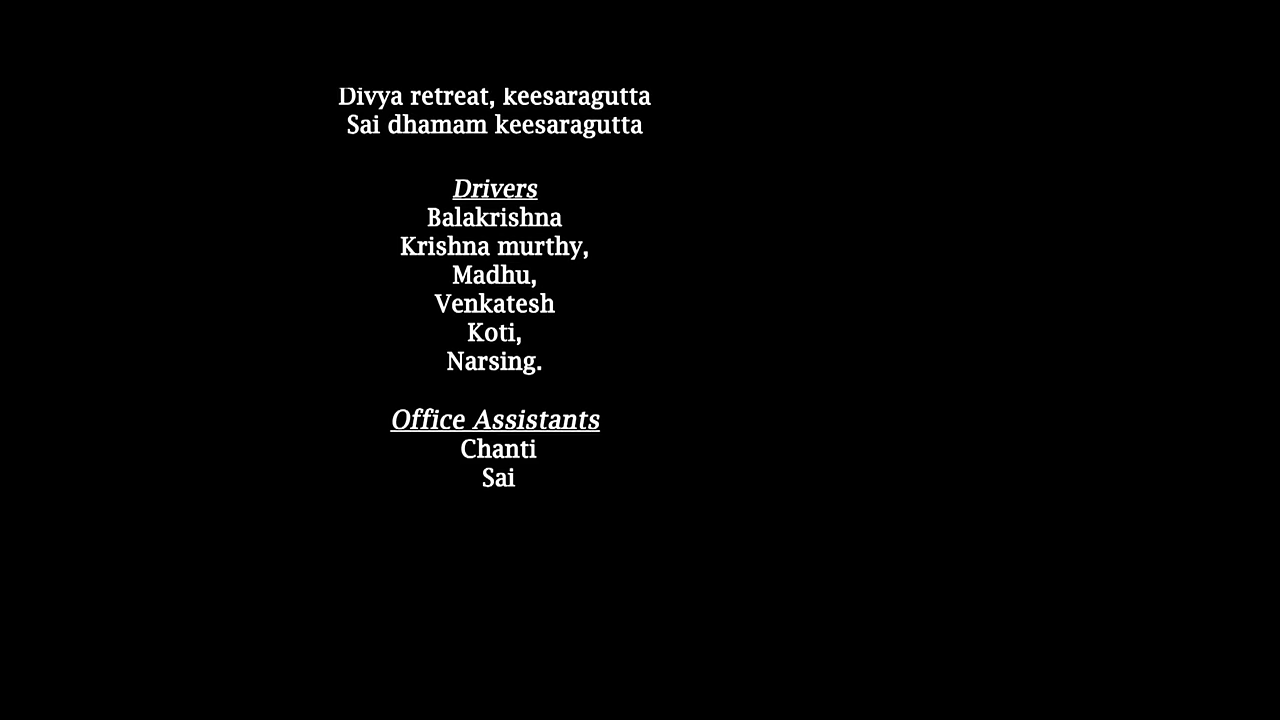 Divya retreat, keesaragutta
Sai dhamam keesaragutta
Drivers
Balakrishna
Krishna murthy,
Madhu,
Venkatesh
Koti,
Narsing.
Office Assistants
Chanti
Sai